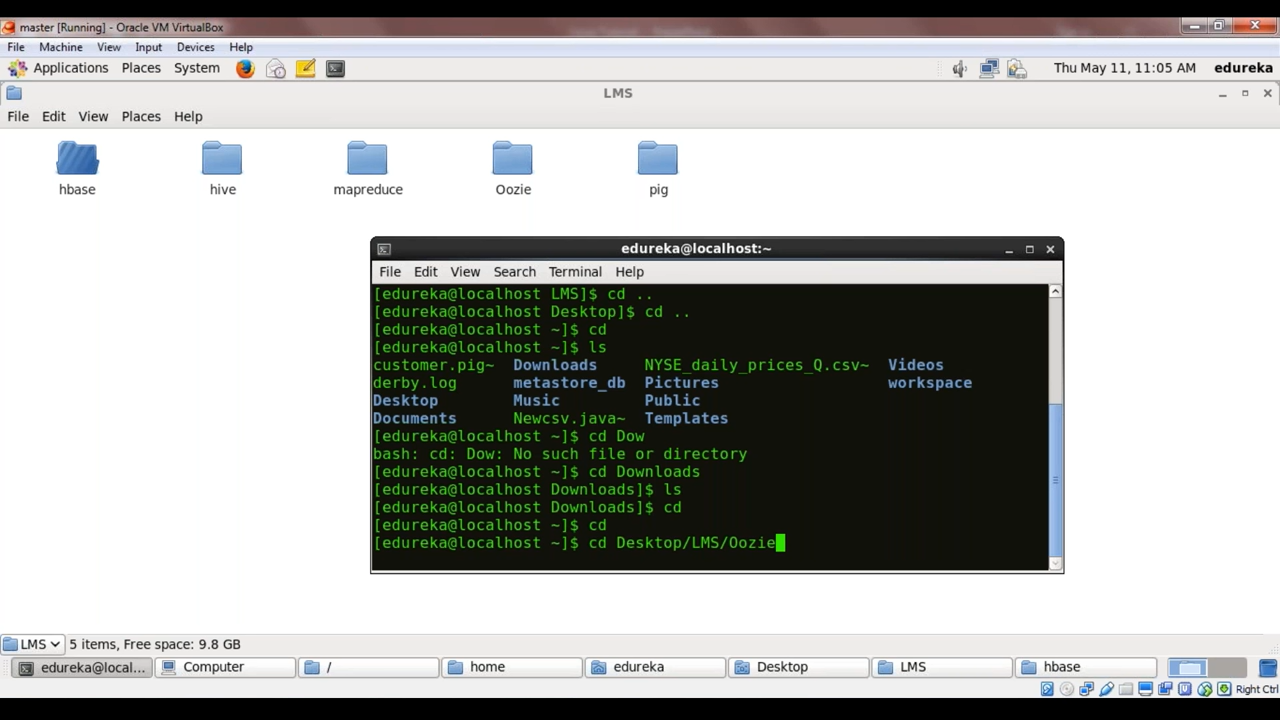 master [Running] - Oracle VM VirtualBox
File Machine View Input Devices Help
Applications Places System Thu May 11, 11:05 AM edureka
LMS
File Edit View Places Help
hbase hive mapreduce Oozie pig
edureka@localhost:~
File Edit View Search Terminal Help
[edureka@localhost LMS]$ cd ..
[edureka@localhost Desktop]$ cd ..
[edureka@localhost ~]$ cd
[edureka@localhost ~]$ ls
customer.pig~ Downloads NYSE_daily_prices_Q.csv~ Videos
derby.log metastore_db Pictures workspace
Desktop Music Public
Documents Newcsv.java~ Templates
[edureka@localhost ~]$ cd Dow
bash: cd: Dow: No such file or directory
[edureka@localhost ~]$ cd Downloads
[edureka@localhost Downloads]$ ls
[edureka@localhost Downloads]$ cd
[edureka@localhost ~]$ cd
[edureka@localhost ~]$ cd Desktop/LMS/Oozie
LMS 5 items, Free space: 9.8 GB
edureka@local... Computer / home edureka Desktop LMS hbase
Right Ctrl